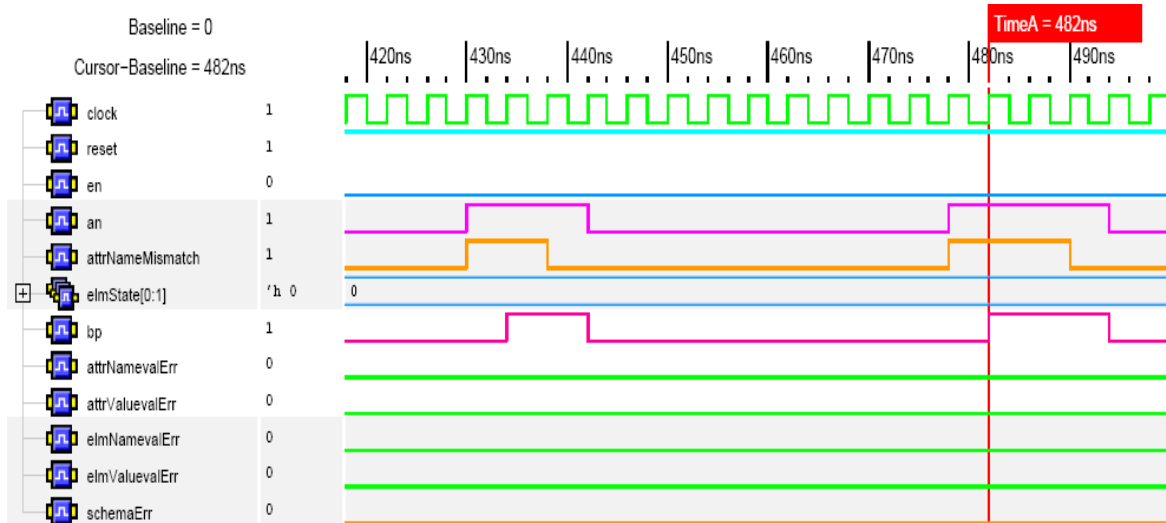 Baseline = 0
Cursor-Baseline = 482ns
TimeA = 482ns
420ns 430ns 440ns 450ns 460ns 470ns 480ns 490ns
clock 1
reset 1
en 0
an 1
attrNameMismatch 1
elmState[0:1] 'h 0 0
bp 1
attrNamevalErr 0
attrValuevalErr 0
elmNamevalErr 0
elmValuevalErr 0
schemaErr 0